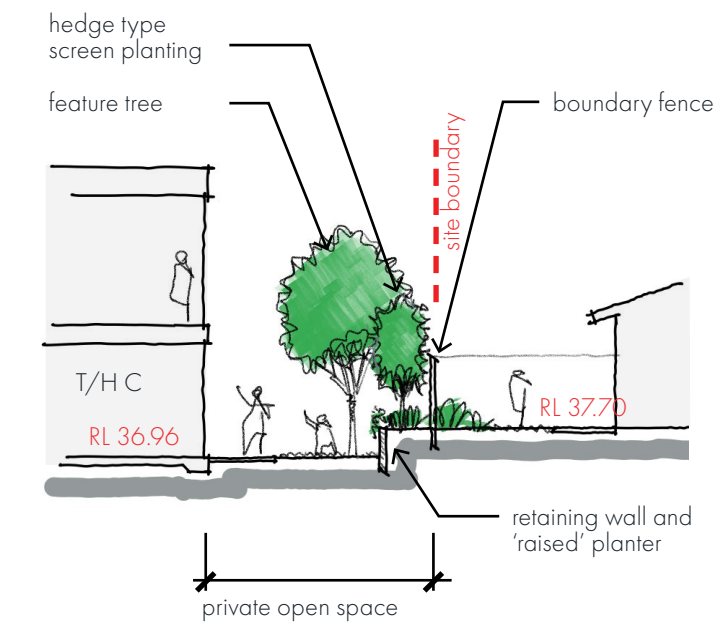 hedge type
screen planting
feature tree
boundary fence
site boundary
T/H C
RL 36.96
RL 37.70
retaining wall and
‘raised’ planter
private open space